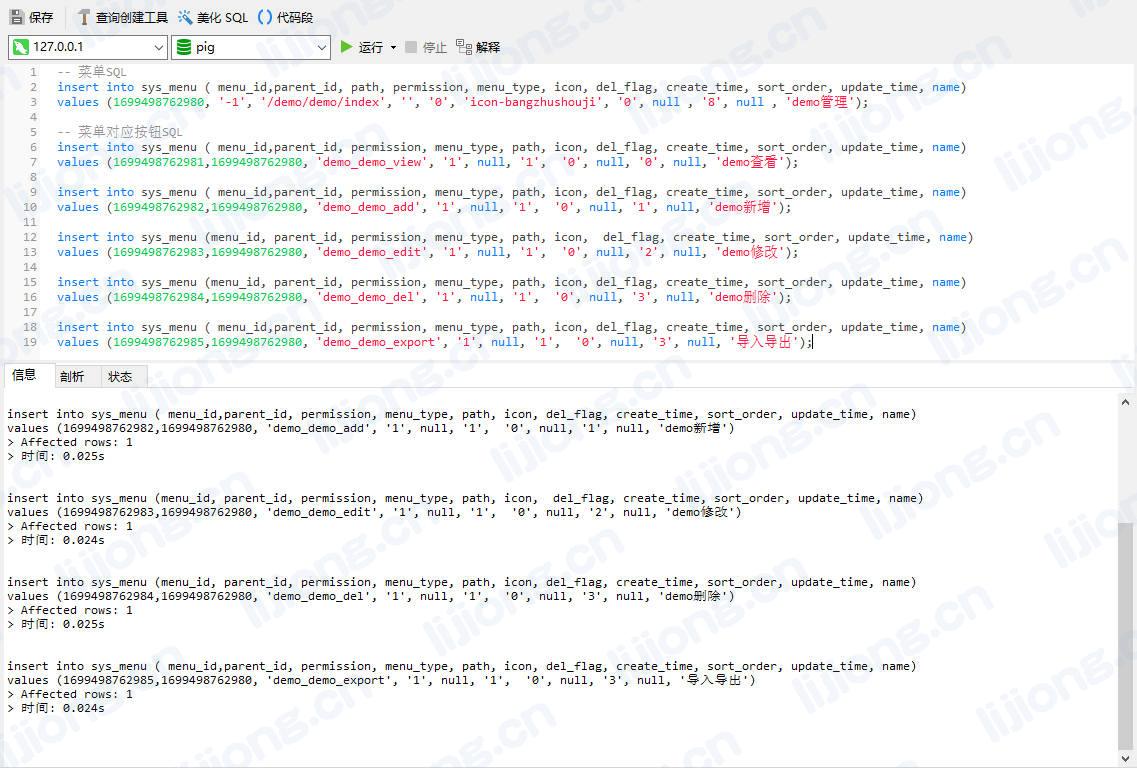 保存 查询创建工具 美化 SQL 代码段
127.0.0.1 pig 运行 停止 解释
1 -- 菜单SQL
2 insert into sys_menu ( menu_id,parent_id, path, permission, menu_type, icon, del_flag, create_time, sort_order, update_time, name)
3 values (1699498762980, '-1', '/demo/demo/index', '', '0', 'icon-bangzhushouji', '0', null , '8', null , 'demo管理');
4
5 -- 菜单对应按钮SQL
6 insert into sys_menu ( menu_id,parent_id, permission, menu_type, path, icon, del_flag, create_time, sort_order, update_time, name)
7 values (1699498762981,1699498762980, 'demo_demo_view', '1', null, '1',  '0', null, '0', null, 'demo查看');
8
9 insert into sys_menu ( menu_id,parent_id, permission, menu_type, path, icon, del_flag, create_time, sort_order, update_time, name)
10 values (1699498762982,1699498762980, 'demo_demo_add', '1', null, '1',  '0', null, '1', null, 'demo新增');
11
12 insert into sys_menu (menu_id, parent_id, permission, menu_type, path, icon,  del_flag, create_time, sort_order, update_time, name)
13 values (1699498762983,1699498762980, 'demo_demo_edit', '1', null, '1',  '0', null, '2', null, 'demo修改');
14
15 insert into sys_menu (menu_id, parent_id, permission, menu_type, path, icon, del_flag, create_time, sort_order, update_time, name)
16 values (1699498762984,1699498762980, 'demo_demo_del', '1', null, '1',  '0', null, '3', null, 'demo删除');
17
18 insert into sys_menu ( menu_id,parent_id, permission, menu_type, path, icon, del_flag, create_time, sort_order, update_time, name)
19 values (1699498762985,1699498762980, 'demo_demo_export', '1', null, '1',  '0', null, '3', null, '导入导出');
信息 剖析 状态
insert into sys_menu ( menu_id,parent_id, permission, menu_type, path, icon, del_flag, create_time, sort_order, update_time, name)
values (1699498762982,1699498762980, 'demo_demo_add', '1', null, '1',  '0', null, '1', null, 'demo新增')
> Affected rows: 1
> 时间: 0.025s
insert into sys_menu (menu_id, parent_id, permission, menu_type, path, icon,  del_flag, create_time, sort_order, update_time, name)
values (1699498762983,1699498762980, 'demo_demo_edit', '1', null, '1',  '0', null, '2', null, 'demo修改')
> Affected rows: 1
> 时间: 0.024s
insert into sys_menu (menu_id, parent_id, permission, menu_type, path, icon, del_flag, create_time, sort_order, update_time, name)
values (1699498762984,1699498762980, 'demo_demo_del', '1', null, '1',  '0', null, '3', null, 'demo删除')
> Affected rows: 1
> 时间: 0.025s
insert into sys_menu ( menu_id,parent_id, permission, menu_type, path, icon, del_flag, create_time, sort_order, update_time, name)
values (1699498762985,1699498762980, 'demo_demo_export', '1', null, '1',  '0', null, '3', null, '导入导出')
> Affected rows: 1
> 时间: 0.024s
lijiong.cn